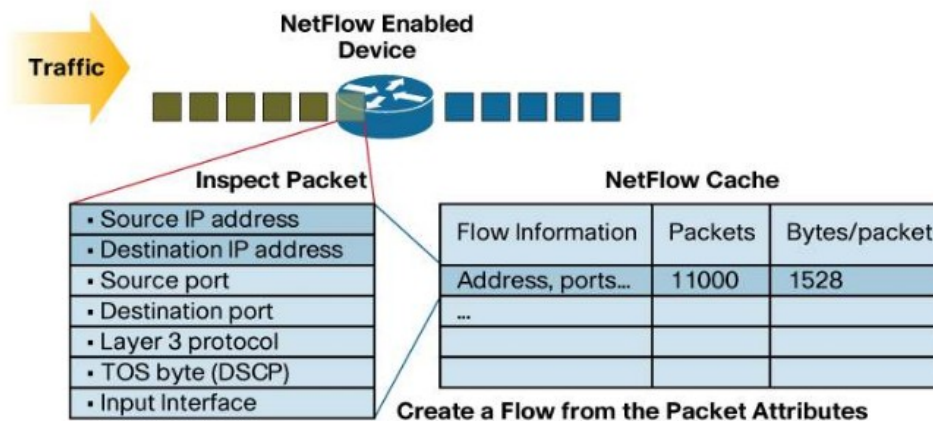 NetFlow Enabled
Device
Traffic
Inspect Packet
▪ Source IP address
▪ Destination IP address
▪ Source port
▪ Destination port
▪ Layer 3 protocol
▪ TOS byte (DSCP)
▪ Input Interface
NetFlow Cache
Flow Information Packets Bytes/packet
Address, ports... 11000 1528
...
Create a Flow from the Packet Attributes